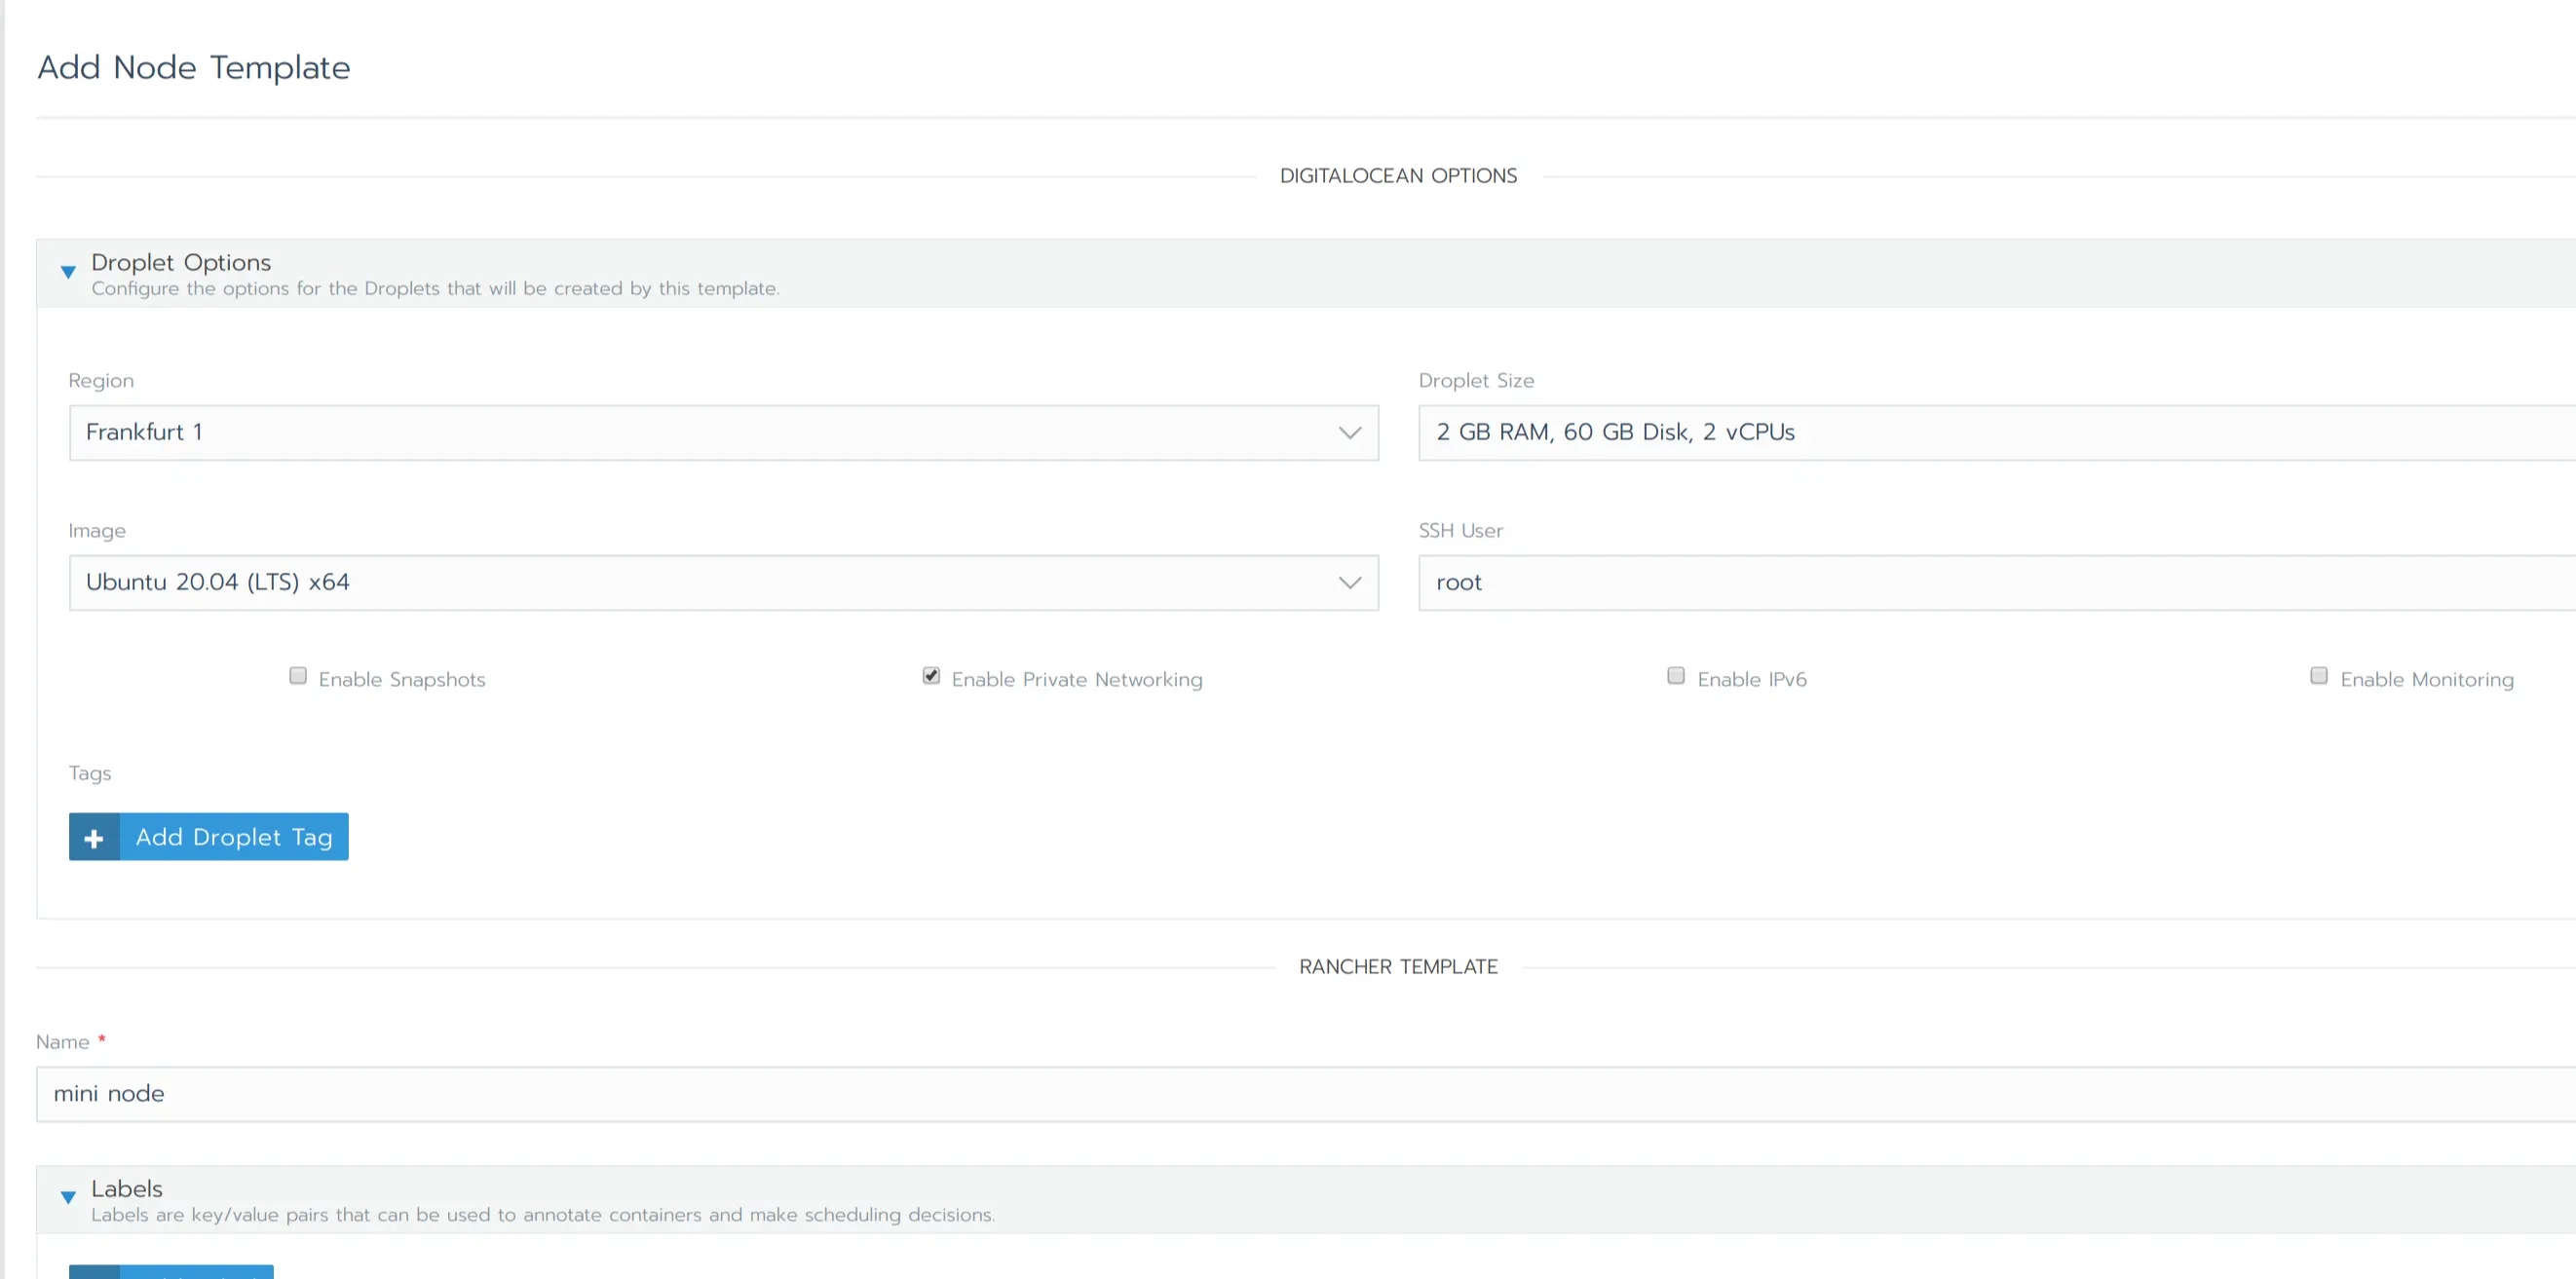 Add Node Template
DIGITALOCEAN OPTIONS
Droplet Options
Configure the options for the Droplets that will be created by this template.
Region
Droplet Size
Frankfurt 1
2 GB RAM, 60 GB Disk, 2 vCPUs
Image
SSH User
Ubuntu 20.04 (LTS) x64
root
Enable Snapshots
Enable Private Networking
Enable IPv6
Enable Monitoring
Tags
Add Droplet Tag
RANCHER TEMPLATE
Name *
mini node
Labels
Labels are key/value pairs that can be used to annotate containers and make scheduling decisions.